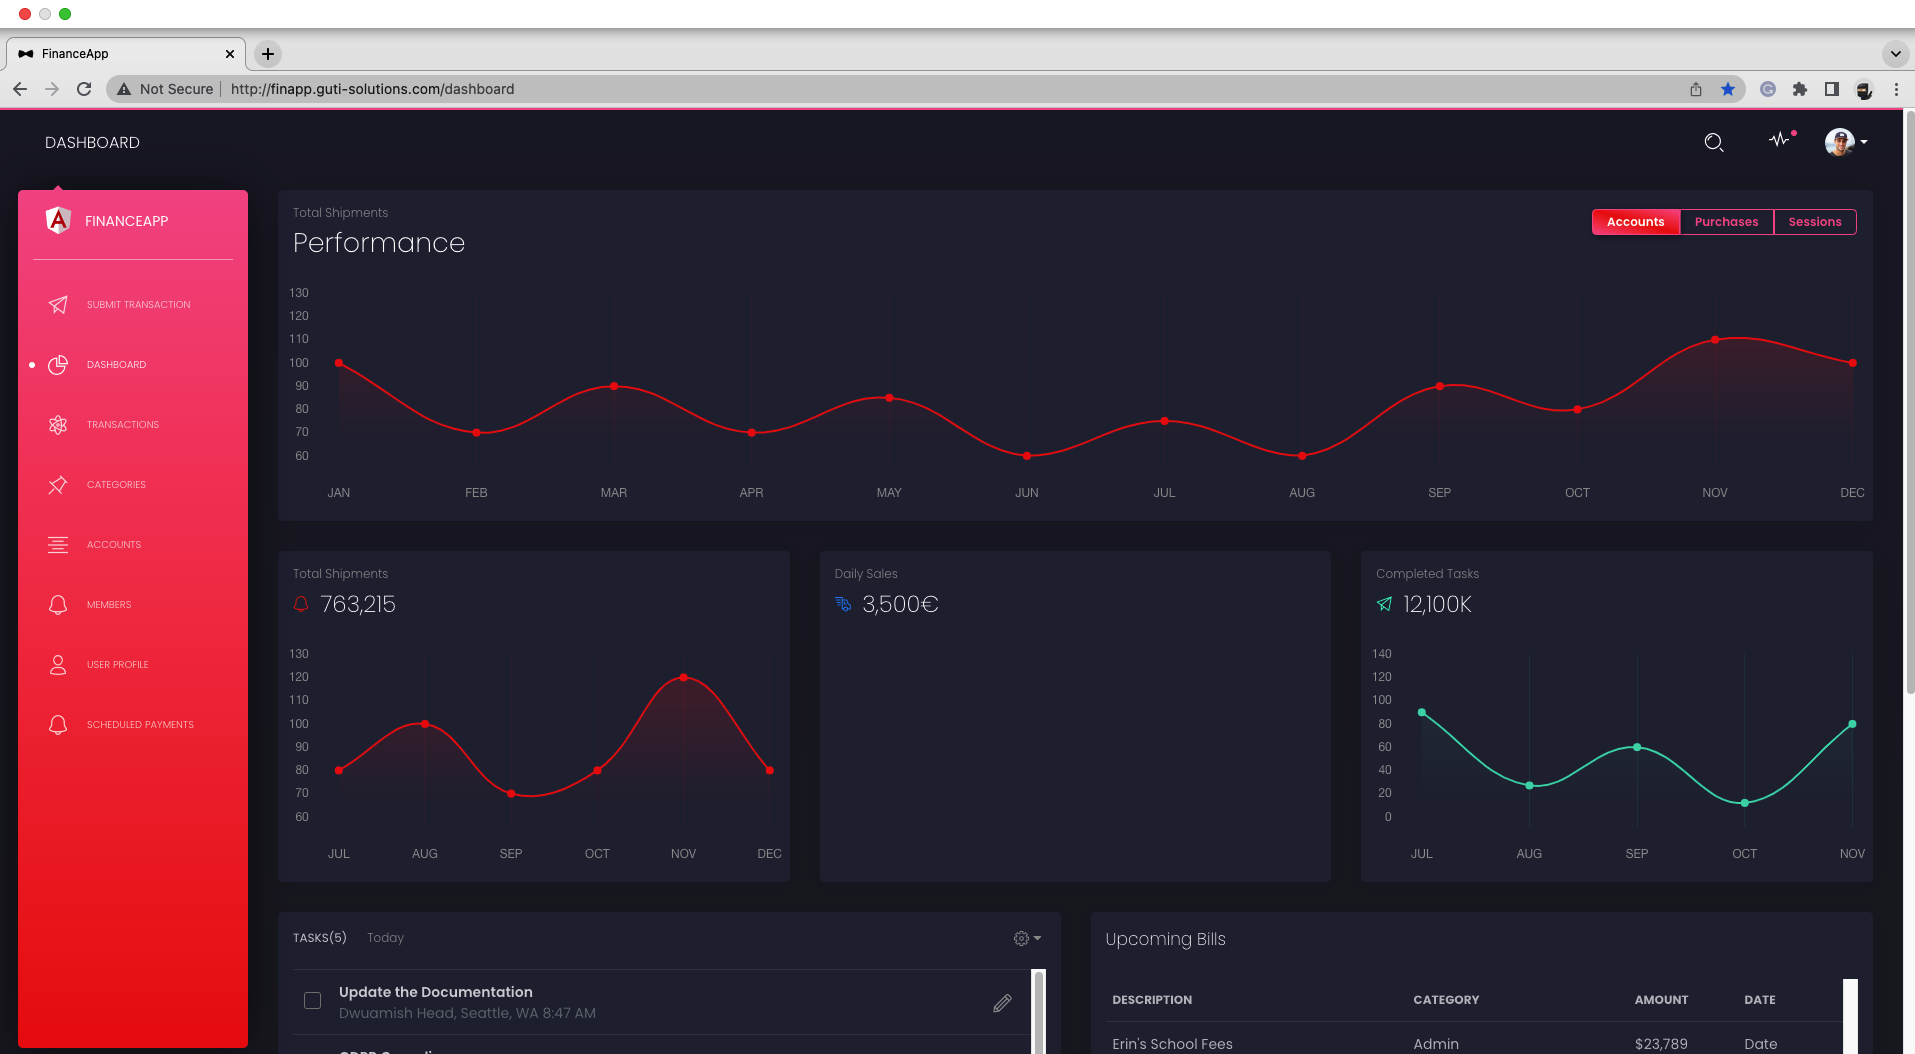 FinanceApp
Not Secure
http://finapp.guti-solutions.com/dashboard
DASHBOARD
FINANCEAPP
SUBMIT TRANSACTION
DASHBOARD
TRANSACTIONS
CATEGORIES
ACCOUNTS
MEMBERS
USER PROFILE
SCHEDULED PAYMENTS
Total Shipments
Performance
Accounts Purchases Sessions
130
120
110
100
90
80
70
60
JAN FEB MAR APR MAY JUN JUL AUG SEP OCT NOV DEC
Total Shipments
763,215
130
120
110
100
90
80
70
60
JUL AUG SEP OCT NOV DEC
Daily Sales
3,500€
Completed Tasks
12,100K
140
120
100
80
60
40
20
0
JUL AUG SEP OCT NOV
TASKS(5) Today
Update the Documentation
Dwuamish Head, Seattle, WA 8:47 AM
Upcoming Bills
DESCRIPTION CATEGORY AMOUNT DATE
Erin's School Fees Admin $23,789 Date